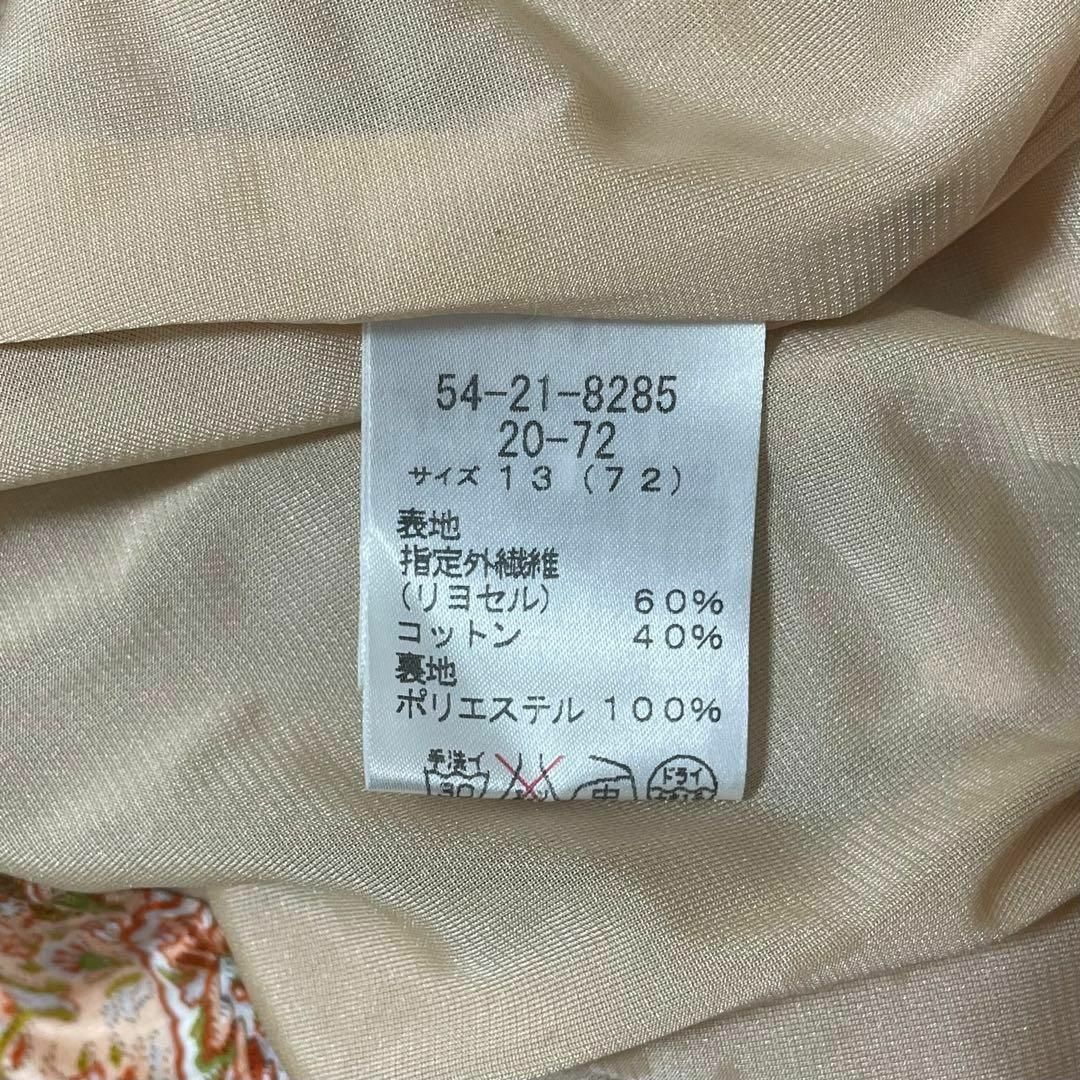 54-21-8285
20-72
サイズ 13 (72)
表地
指定外繊維
(リヨセル) 60%
コットン 40%
裏地
ポリエステル 100%
手洗イ ドライ
30 中